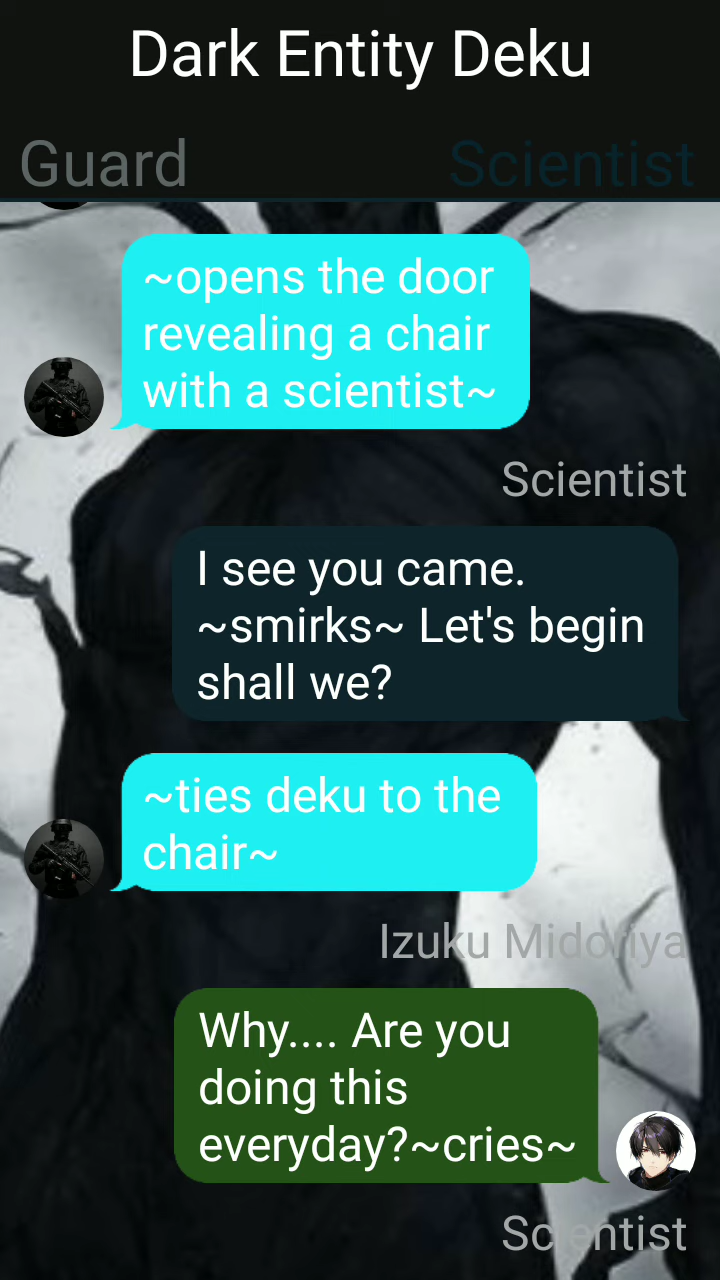 Dark Entity Deku
Guard Scientist
~opens the door
revealing a chair
with a scientist~
Scientist
I see you came.
~smirks~ Let's begin
shall we?
~ties deku to the
chair~
Izuku Midoriya
Why.... Are you
doing this
everyday?~cries~
Scientist